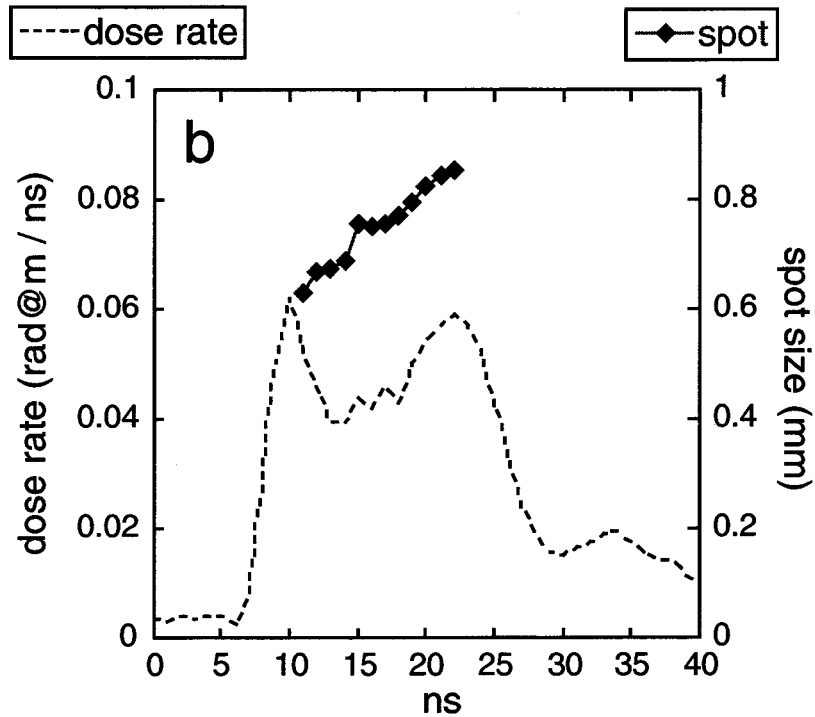 dose rate
spot
b
dose rate (rad@m / ns)
0.1
0.08
0.06
0.04
0.02
0
1
0.8
0.6
0.4
0.2
0
spot size (mm)
0 5 10 15 20 25 30 35 40
ns